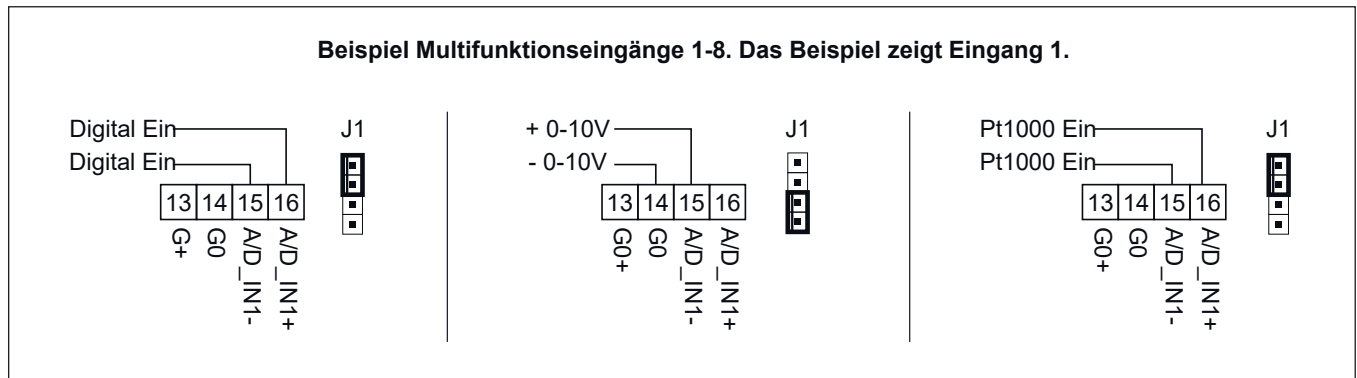 Beispiel Multifunktionseingänge 1-8. Das Beispiel zeigt Eingang 1.
Digital Ein
Digital Ein
J1
13 14 15 16
G+
G0
A/D_IN1-
A/D_IN1+
+ 0-10V
- 0-10V
J1
13 14 15 16
G0+
G0
A/D_IN1-
A/D_IN1+
Pt1000 Ein
Pt1000 Ein
J1
13 14 15 16
G0+
G0
A/D_IN1-
A/D_IN1+